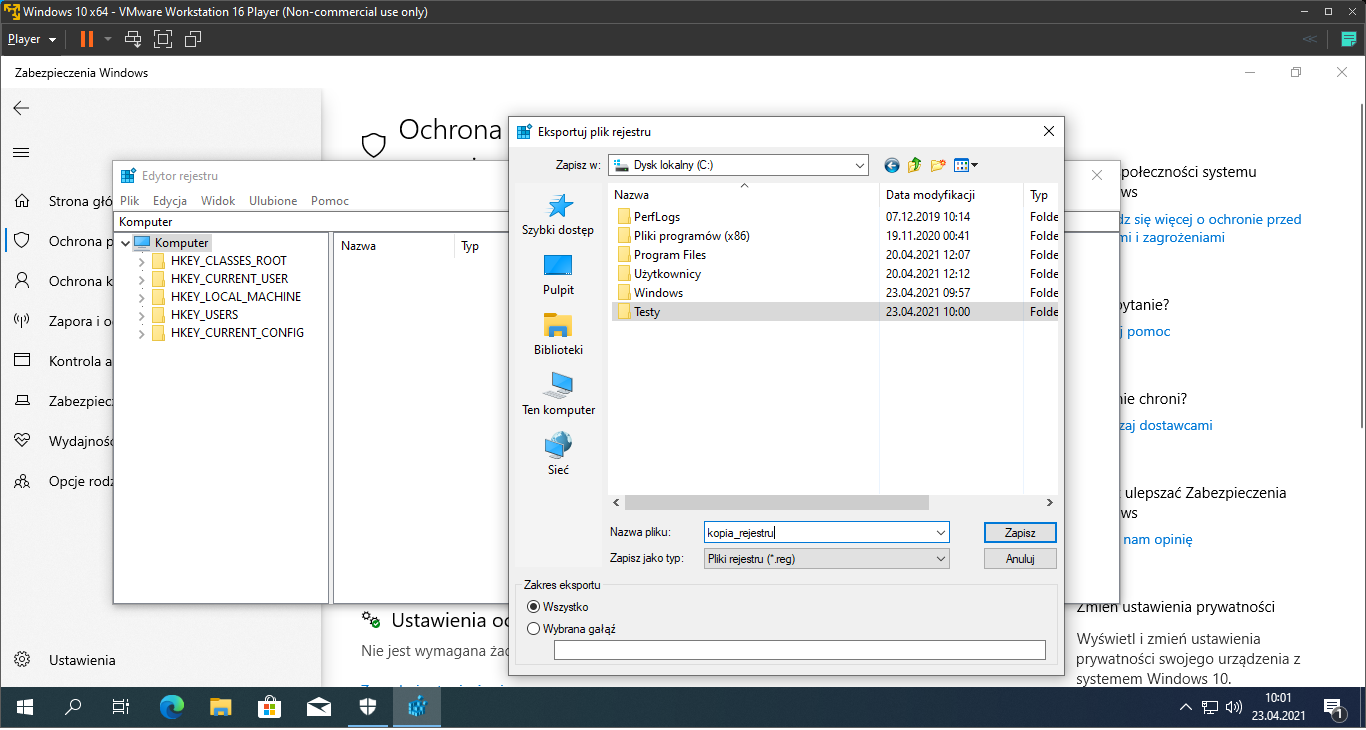 Windows 10 x64 - VMware Workstation 16 Player (Non-commercial use only)
Player
Zabezpieczenia Windows
Strona głó
Ochrona p
Ochrona k
Zapora i o
Kontrola a
Zabezpiec
Wydajnoś
Opcje rodz
Ustawienia
Ochrona
Edytor rejestru
Plik Edycja Widok Ulubione Pomoc
Komputer
Komputer
HKEY_CLASSES_ROOT
HKEY_CURRENT_USER
HKEY_LOCAL_MACHINE
HKEY_USERS
HKEY_CURRENT_CONFIG
Nazwa Typ
Eksportuj plik rejestru
Zapisz w: Dysk lokalny (C:)
Szybki dostęp
Pulpit
Biblioteki
Ten komputer
Sieć
Nazwa Data modyfikacji Typ
PerfLogs 07.12.2019 10:14 Folde
Pliki programów (x86) 19.11.2020 00:41 Folde
Program Files 20.04.2021 12:07 Folde
Użytkownicy 20.04.2021 12:12 Folde
Windows 23.04.2021 09:57 Folde
Testy 23.04.2021 10:00 Folde
Nazwa pliku: kopia_rejestru Zapisz
Zapisz jako typ: Pliki rejestru (*.reg) Anuluj
Zakres eksportu
Wszystko
Wybrana gałąź
Ustawienia oc
Nie jest wymagana żad
połeczności systemu
ws
dz się więcej o ochronie przed
mi i zagrożeniami
pytanie?
j pomoc
nie chroni?
zaj dostawcami
ulepszać Zabezpieczenia
ws
nam opinię
Zmień ustawienia prywatności
Wyświetl i zmień ustawienia
prywatności swojego urządzenia z
systemem Windows 10.
10:01
23.04.2021
1